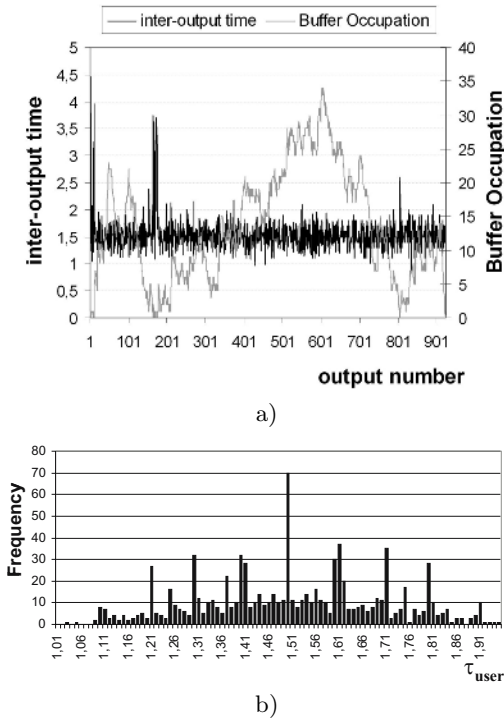 inter-output time Buffer Occupation
inter-output time
5
4,5
4
3,5
3
2,5
2
1,5
1
0,5
0
40
35
30
25
20
15
10
5
0
Buffer Occupation
1 101 201 301 401 501 601 701 801 901
output number
a)
Frequency
80
70
60
50
40
30
20
10
0
1,01 1,06 1,11 1,16 1,21 1,26 1,31 1,36 1,41 1,46 1,51 1,56 1,61 1,66 1,71 1,76 1,81 1,86 1,91
τuser
b)